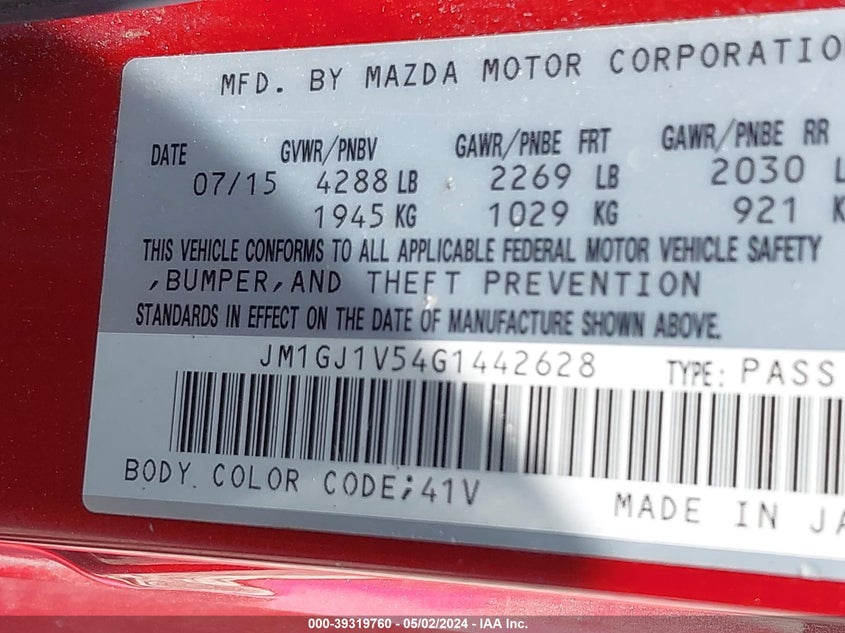 MFD. BY MAZDA MOTOR CORPORATION
DATE GVWR/PNBV GAWR/PNBE FRT GAWR/PNBE RR
07/15 4288 LB 2269 LB 2030 L
1945 KG 1029 KG 921 K
THIS VEHICLE CONFORMS TO ALL APPLICABLE FEDERAL MOTOR VEHICLE SAFETY
,BUMPER,AND THEFT PREVENTION
STANDARDS IN EFFECT ON THE DATE OF MANUFACTURE SHOWN ABOVE.
JM1GJ1V54G1442628 TYPE: PASS
BODY COLOR CODE;41V MADE IN JA
000-39319760 - 05/02/2024 - IAA Inc.